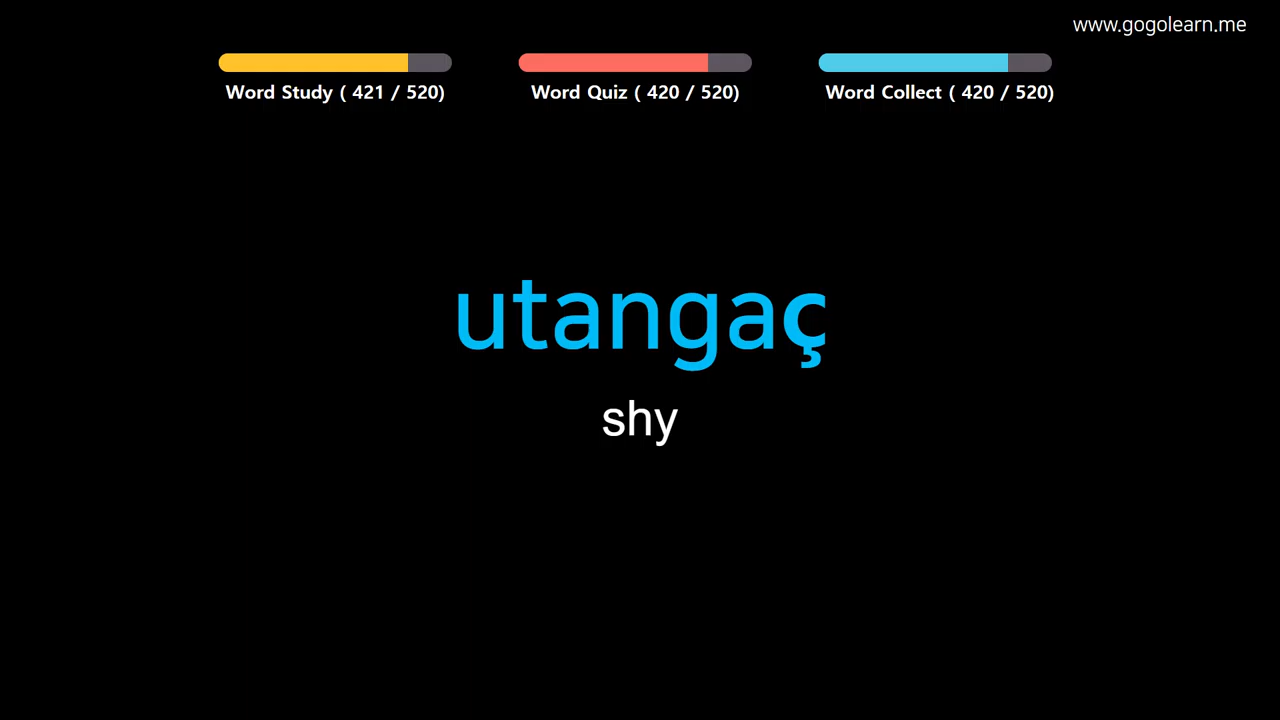 www.gogolearn.me
Word Study ( 421 / 520)
Word Quiz ( 420 / 520)
Word Collect ( 420 / 520)
utangaç
shy